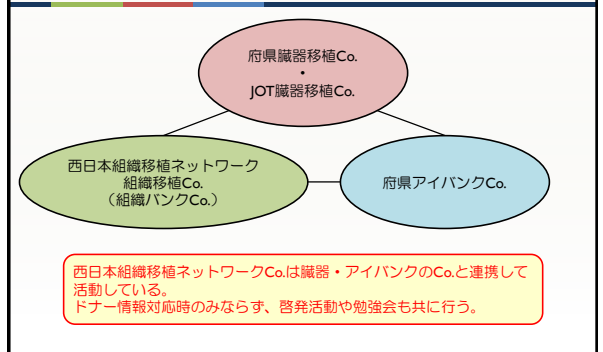 府県臓器移植Co.
・
JOT臓器移植Co.
西日本組織移植ネットワーク
組織移植Co.
（組織バンクCo.）
府県アイバンクCo.
西日本組織移植ネットワークCo.は臓器・アイバンクのCo.と連携して
活動している。
ドナー情報対応時のみならず、啓発活動や勉強会も共に行う。